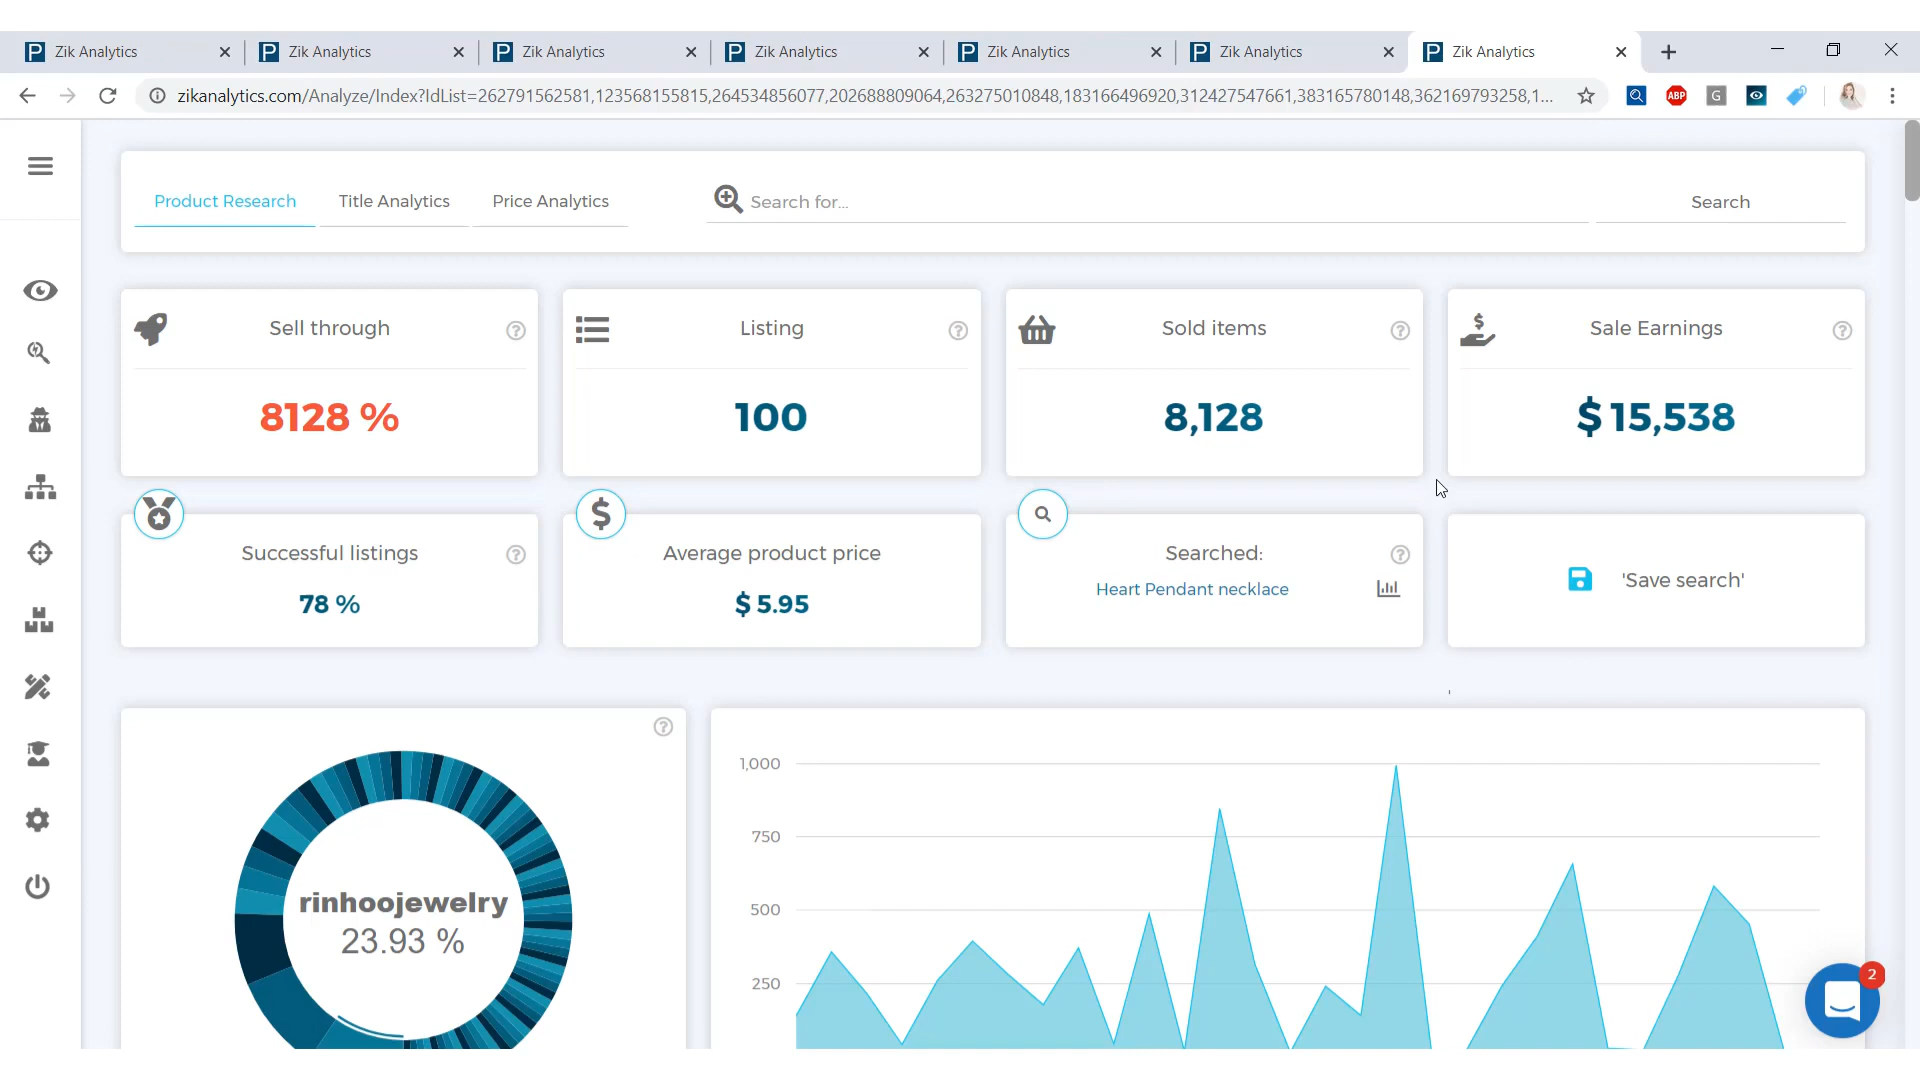 Zik Analytics Zik Analytics Zik Analytics Zik Analytics Zik Analytics Zik Analytics Zik Analytics
zikanalytics.com/Analyze/Index?IdList=262791562581,123568155815,264534856077,202688809064,263275010848,183166496920,312427547661,383165780148,362169793258,1...
ABP G
Product Research Title Analytics Price Analytics Search for... Search
Sell through Listing Sold items Sale Earnings
8128 % 100 8,128 $ 15,538
Successful listings Average product price Searched:
78 % $ 5.95 Heart Pendant necklace 'Save search'
1,000
750
500
250
rinhoojewelry
23.93 %
2